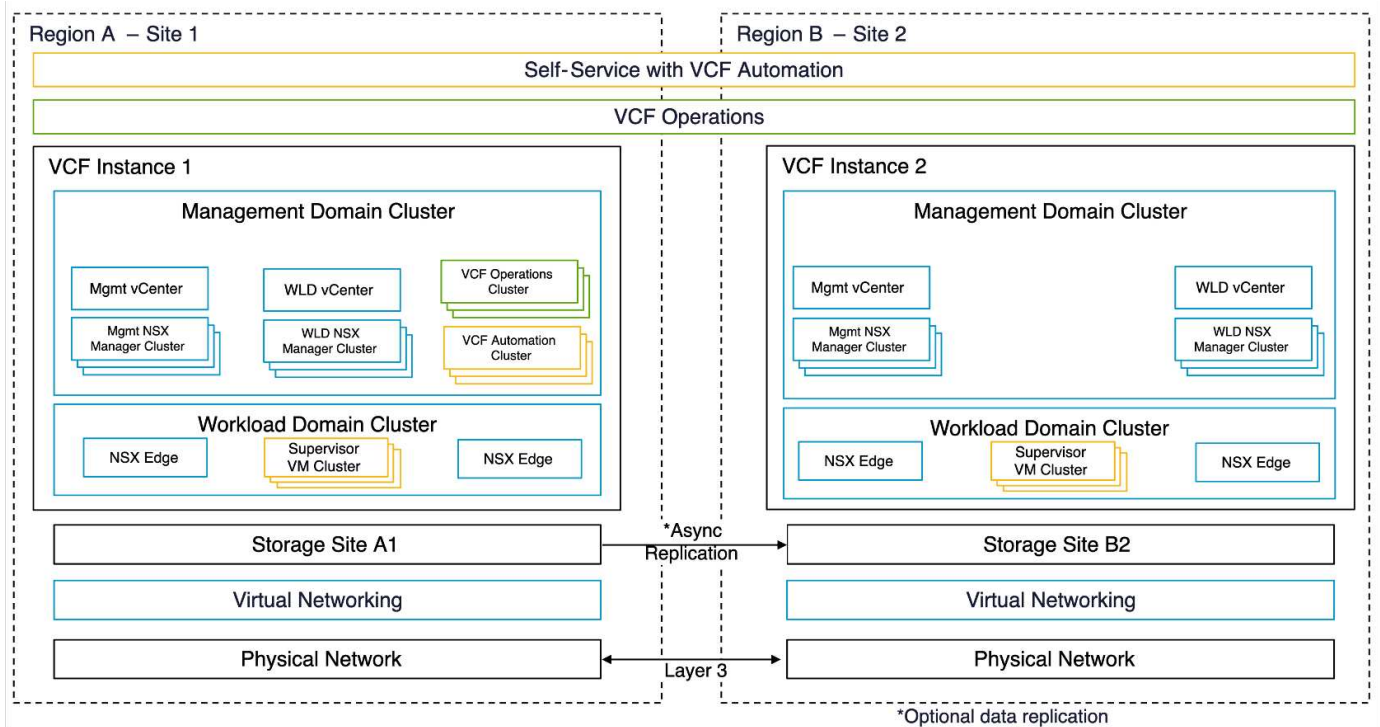 Region A – Site 1
Region B – Site 2
Self-Service with VCF Automation
VCF Operations
VCF Instance 1
Management Domain Cluster
Mgmt vCenter
WLD vCenter
VCF Operations
Cluster
Mgmt NSX
Manager Cluster
WLD NSX
Manager Cluster
VCF Automation
Cluster
Workload Domain Cluster
NSX Edge
Supervisor
VM Cluster
NSX Edge
VCF Instance 2
Management Domain Cluster
Mgmt vCenter
WLD vCenter
Mgmt NSX
Manager Cluster
WLD NSX
Manager Cluster
Workload Domain Cluster
NSX Edge
Supervisor
VM Cluster
NSX Edge
Storage Site A1
*Async
Replication
Storage Site B2
Virtual Networking
Virtual Networking
Physical Network
Layer 3
Physical Network
*Optional data replication